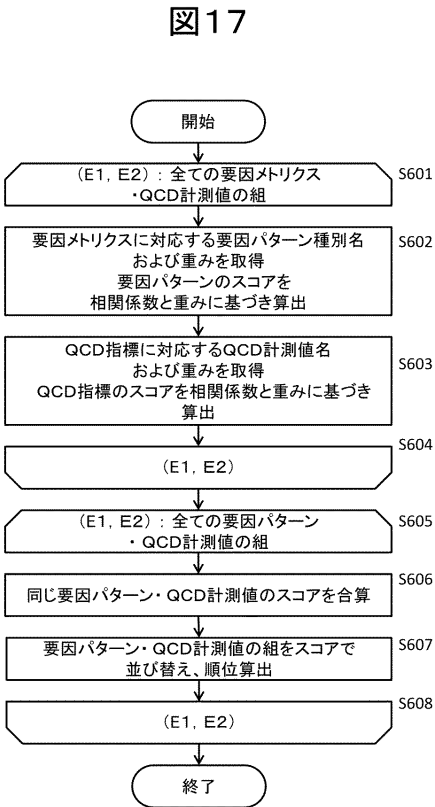 図17
開始
(E1, E2) : 全ての要因メトリクス
・QCD計測値の組
S601
要因メトリクスに対応する要因パターン種別名
および重みを取得
要因パターンのスコアを
相関係数と重みに基づき算出
S602
QCD指標に対応するQCD計測値名
および重みを取得
QCD指標のスコアを相関係数と重みに基づき
算出
S603
(E1, E2)
S604
(E1, E2) : 全ての要因パターン
・QCD計測値の組
S605
同じ要因パターン・QCD計測値のスコアを合算
S606
要因パターン・QCD計測値の組をスコアで
並び替え、順位算出
S607
(E1, E2)
S608
終了